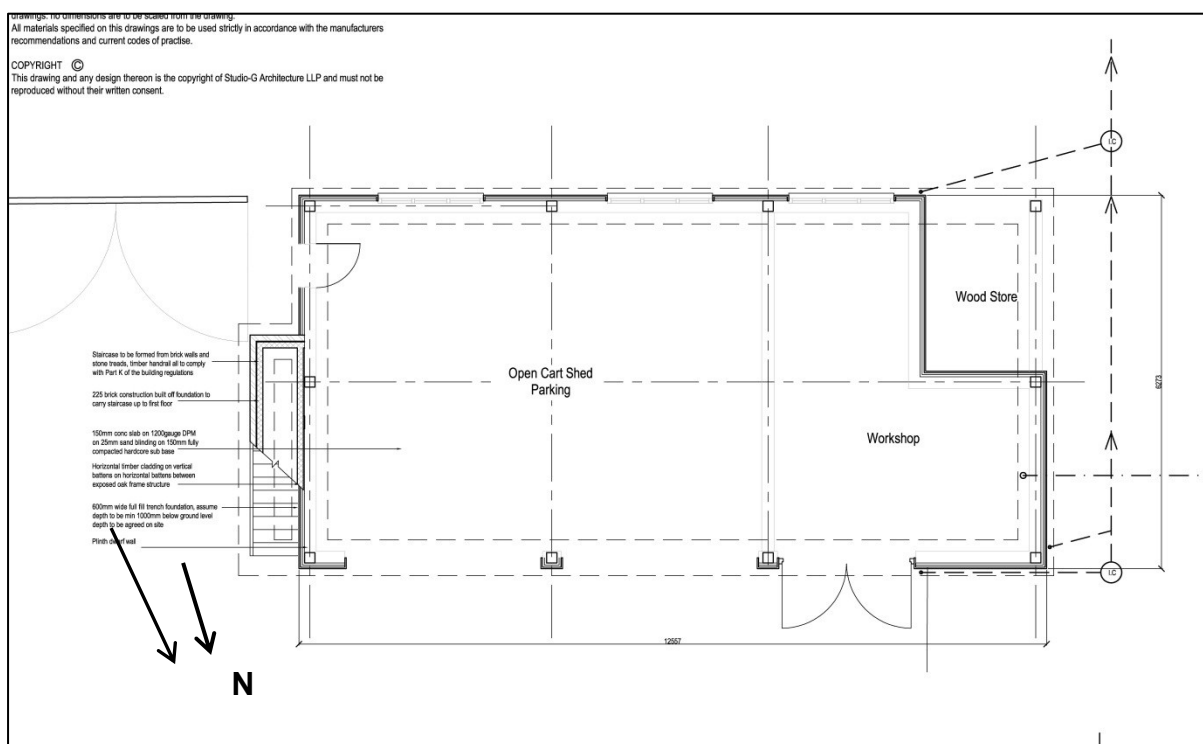 drawings. no dimensions are to be scaled from the drawing.
All materials specified on this drawings are to be used strictly in accordance with the manufacturers
recommendations and current codes of practise.
COPYRIGHT ©
This drawing and any design thereon is the copyright of Studio-G Architecture LLP and must not be
reproduced without their written consent.
I.C
Wood Store
6273
Staircase to be formed from brick walls and
stone treads, timber handrail all to comply
with Part K of the building regulations
Open Cart Shed
Parking
225 brick construction built off foundation to
carry staircase up to first floor
150mm conc slab on 1200gauge DPM
on 25mm sand blinding on 150mm fully
compacted hardcore sub base
Workshop
Horizontal timber cladding on vertical
battens on horizontal battens between
exposed oak frame structure
600mm wide full fill trench foundation, assume
depth to be min 1000mm below ground level
depth to be agreed on site
Plinth dwarf wall
I.C
12557
N